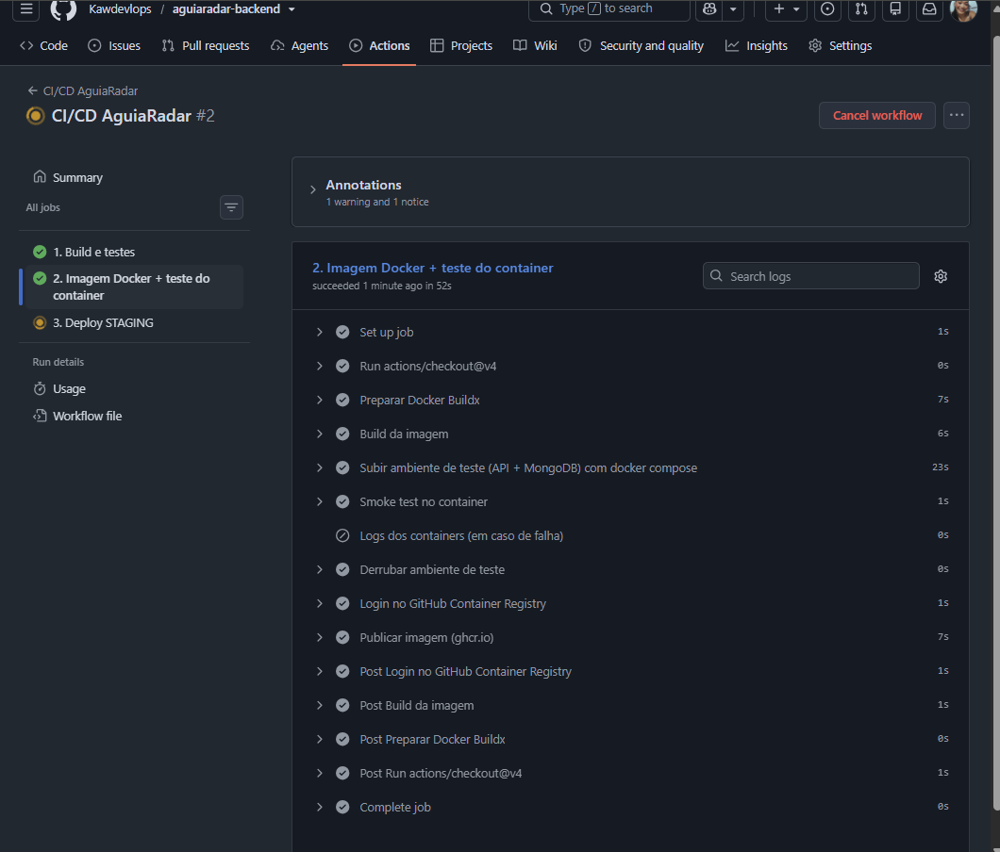 Kawdevlops / aguiaradar-backend
Type / to search
Code
Issues
Pull requests
Agents
Actions
Projects
Wiki
Security and quality
Insights
Settings
CI/CD AguiaRadar
CI/CD AguiaRadar #2
Cancel workflow
Summary
All jobs
1. Build e testes
2. Imagem Docker + teste do
container
3. Deploy STAGING
Run details
Usage
Workflow file
Annotations
1 warning and 1 notice
2. Imagem Docker + teste do container
succeeded 1 minute ago in 52s
Search logs
Set up job 1s
Run actions/checkout@v4 0s
Preparar Docker Buildx 7s
Build da imagem 6s
Subir ambiente de teste (API + MongoDB) com docker compose 23s
Smoke test no container 1s
Logs dos containers (em caso de falha) 0s
Derrubar ambiente de teste 0s
Login no GitHub Container Registry 1s
Publicar imagem (ghcr.io) 7s
Post Login no GitHub Container Registry 1s
Post Build da imagem 1s
Post Preparar Docker Buildx 0s
Post Run actions/checkout@v4 1s
Complete job 0s